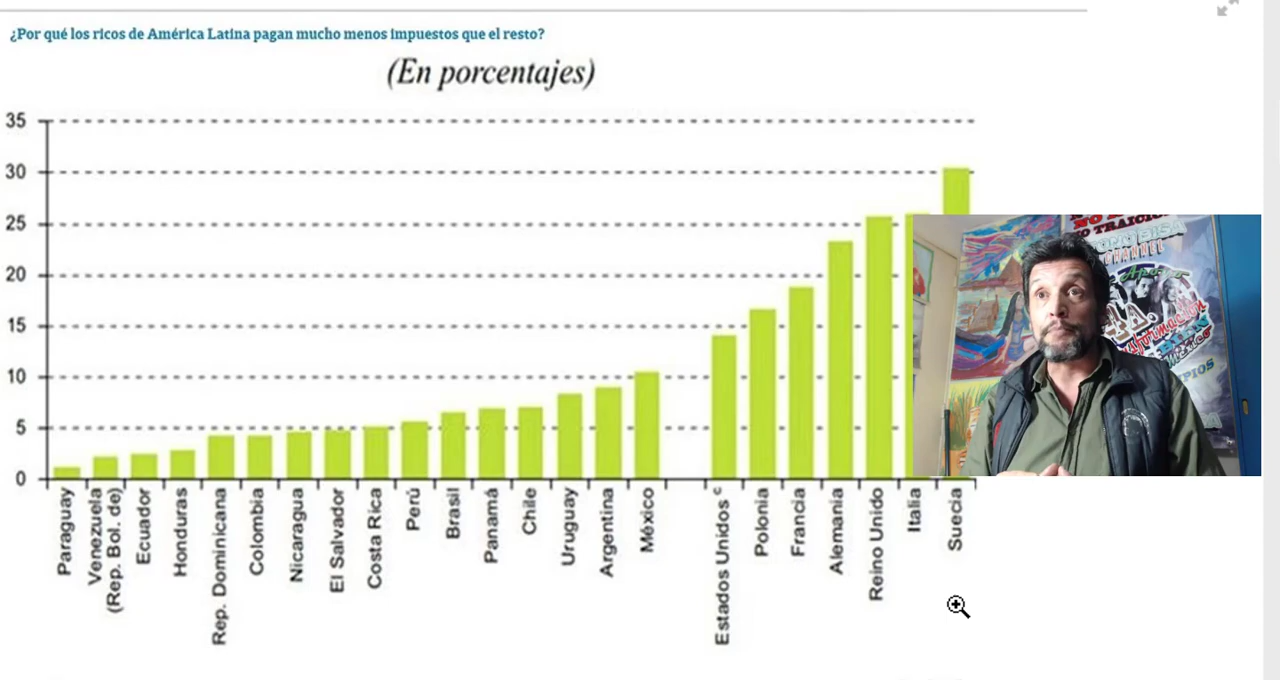 ¿Por qué los ricos de América Latina pagan mucho menos impuestos que el resto?
(En porcentajes)
35
30
25
20
15
10
5
0
Paraguay
Venezuela
(Rep. Bol. de)
Ecuador
Honduras
Rep. Dominicana
Colombia
Nicaragua
El Salvador
Costa Rica
Perú
Brasil
Panamá
Chile
Uruguay
Argentina
México
Estados Unidos c
Polonia
Francia
Alemania
Reino Unido
Italia
Suecia
CHANNEL
México